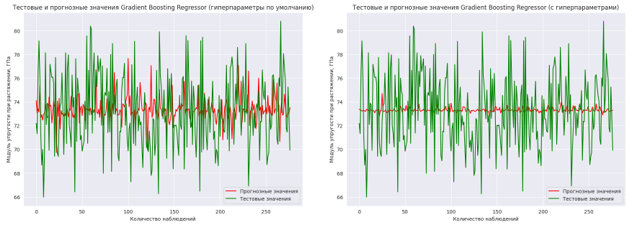 Тестовые и прогнозные значения Gradient Boosting Regressor (гиперпараметры по умолчанию)
Модуль упругости при растяжении, ГПа
80
78
76
74
72
70
68
66
0
50
100
150
200
250
Количество наблюдений
Прогнозные значения
Тестовые значения
Тестовые и прогнозные значения Gradient Boosting Regressor (с гиперпараметрами)
Модуль упругости при растяжении, ГПа
80
78
76
74
72
70
68
66
0
50
100
150
200
250
Количество наблюдений
Прогнозные значения
Тестовые значения